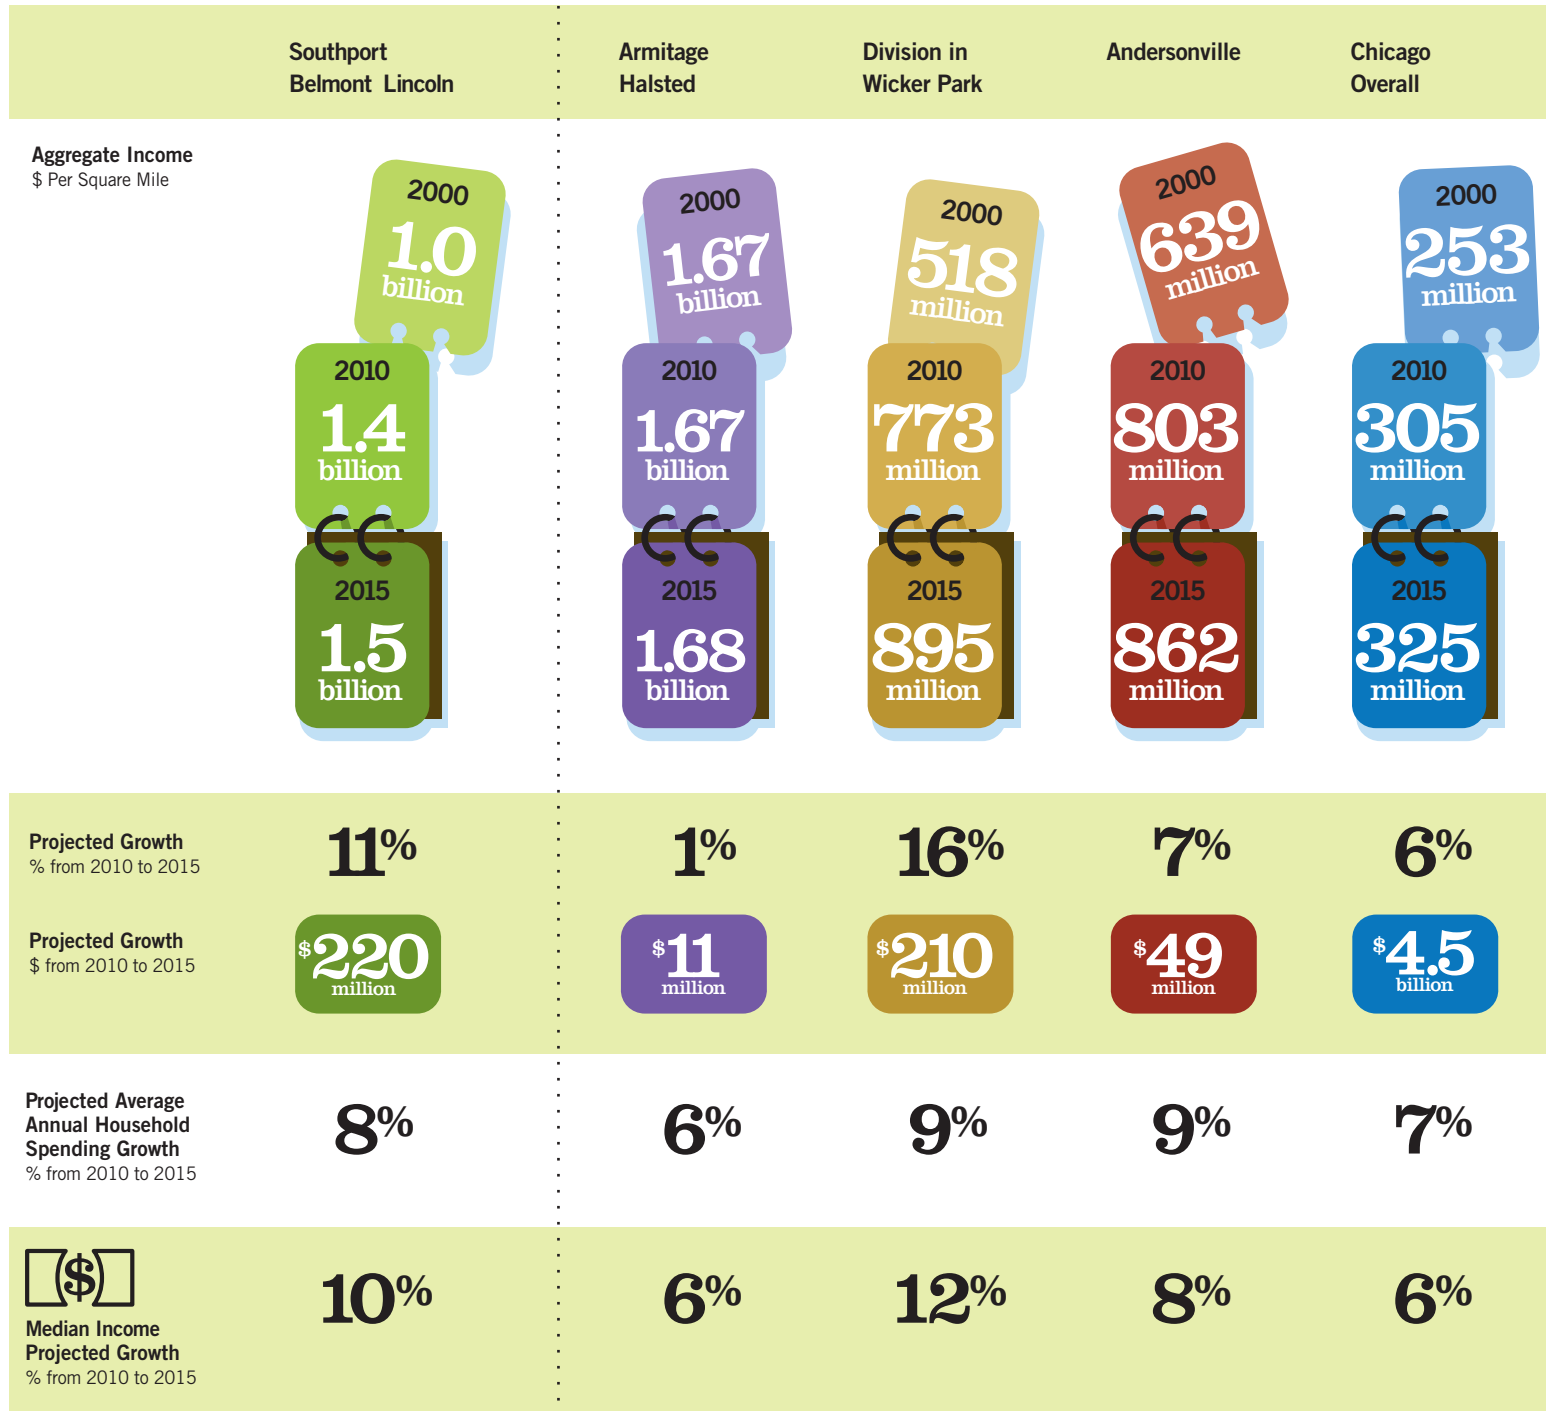 Southport
Belmont Lincoln
Armitage
Halsted
Division in
Wicker Park
Andersonville
Chicago
Overall
Aggregate Income
$ Per Square Mile
2000
1.0
billion
2000
1.67
billion
2000
518
million
2000
639
million
2000
253
million
2010
1.4
billion
2010
1.67
billion
2010
773
million
2010
803
million
2010
305
million
2015
1.5
billion
2015
1.68
billion
2015
895
million
2015
862
million
2015
325
million
Projected Growth
% from 2010 to 2015
11%
1%
16%
7%
6%
Projected Growth
$ from 2010 to 2015
$220
million
$11
million
$210
million
$49
million
$4.5
billion
Projected Average
Annual Household
Spending Growth
% from 2010 to 2015
8%
6%
9%
9%
7%
$
Median Income
Projected Growth
% from 2010 to 2015
10%
6%
12%
8%
6%